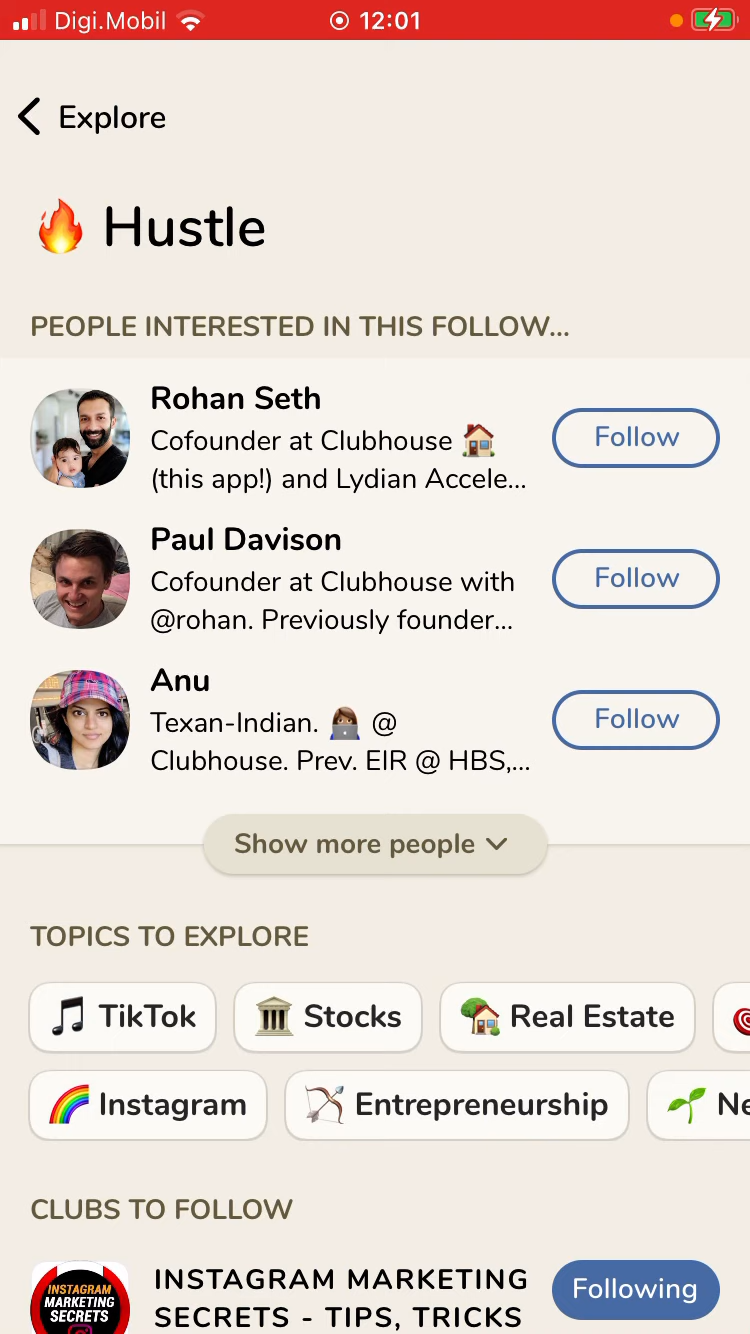 Digi.Mobil 12:01
Explore
Hustle
PEOPLE INTERESTED IN THIS FOLLOW...
Rohan Seth
Cofounder at Clubhouse
(this app!) and Lydian Accele...
Follow
Paul Davison
Cofounder at Clubhouse with
@rohan. Previously founder...
Follow
Anu
Texan-Indian. @
Clubhouse. Prev. EIR @ HBS,...
Follow
Show more people
TOPICS TO EXPLORE
TikTok
Stocks
Real Estate
Instagram
Entrepreneurship
Ne
CLUBS TO FOLLOW
INSTAGRAM
MARKETING
SECRETS
INSTAGRAM MARKETING
SECRETS - TIPS, TRICKS
Following